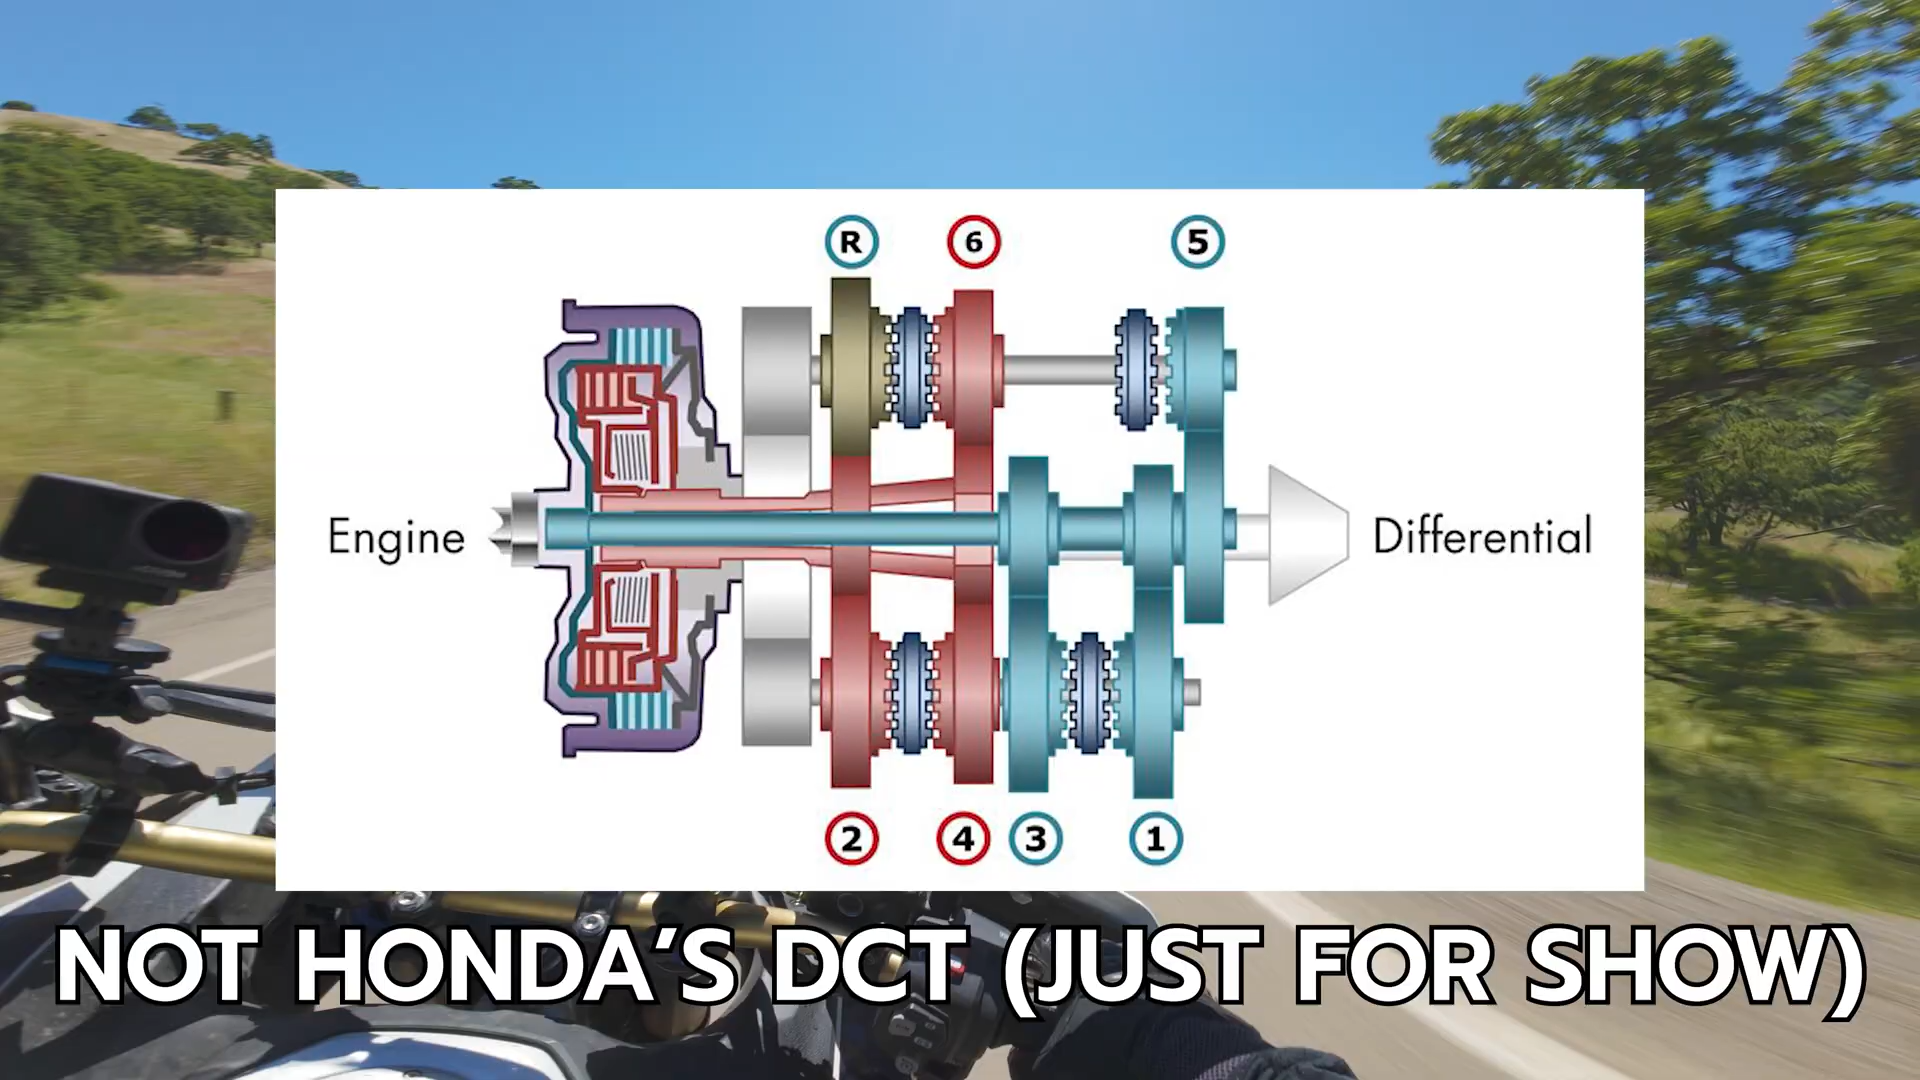 R 6 5
Engine
Differential
2 4 3 1
NOT HONDA'S DCT (JUST FOR SHOW)